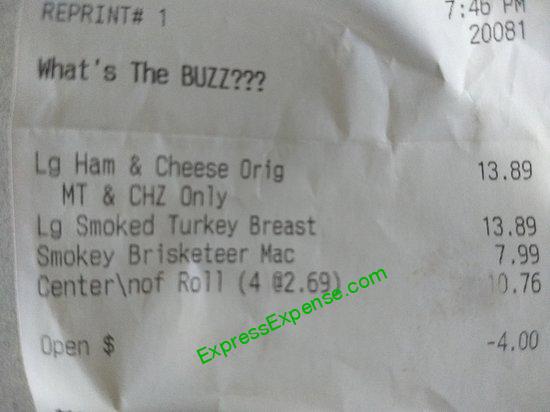 REPRINT# 1
7:46 PM
20081
What's The BUZZ???
Lg Ham & Cheese Orig 13.89
MT & CHZ Only
Lg Smoked Turkey Breast 13.89
Smokey Brisketeer Mac 7.99
Center\nof Roll (4 @2.69) 10.76
ExpressExpense.com
Open $ -4.00